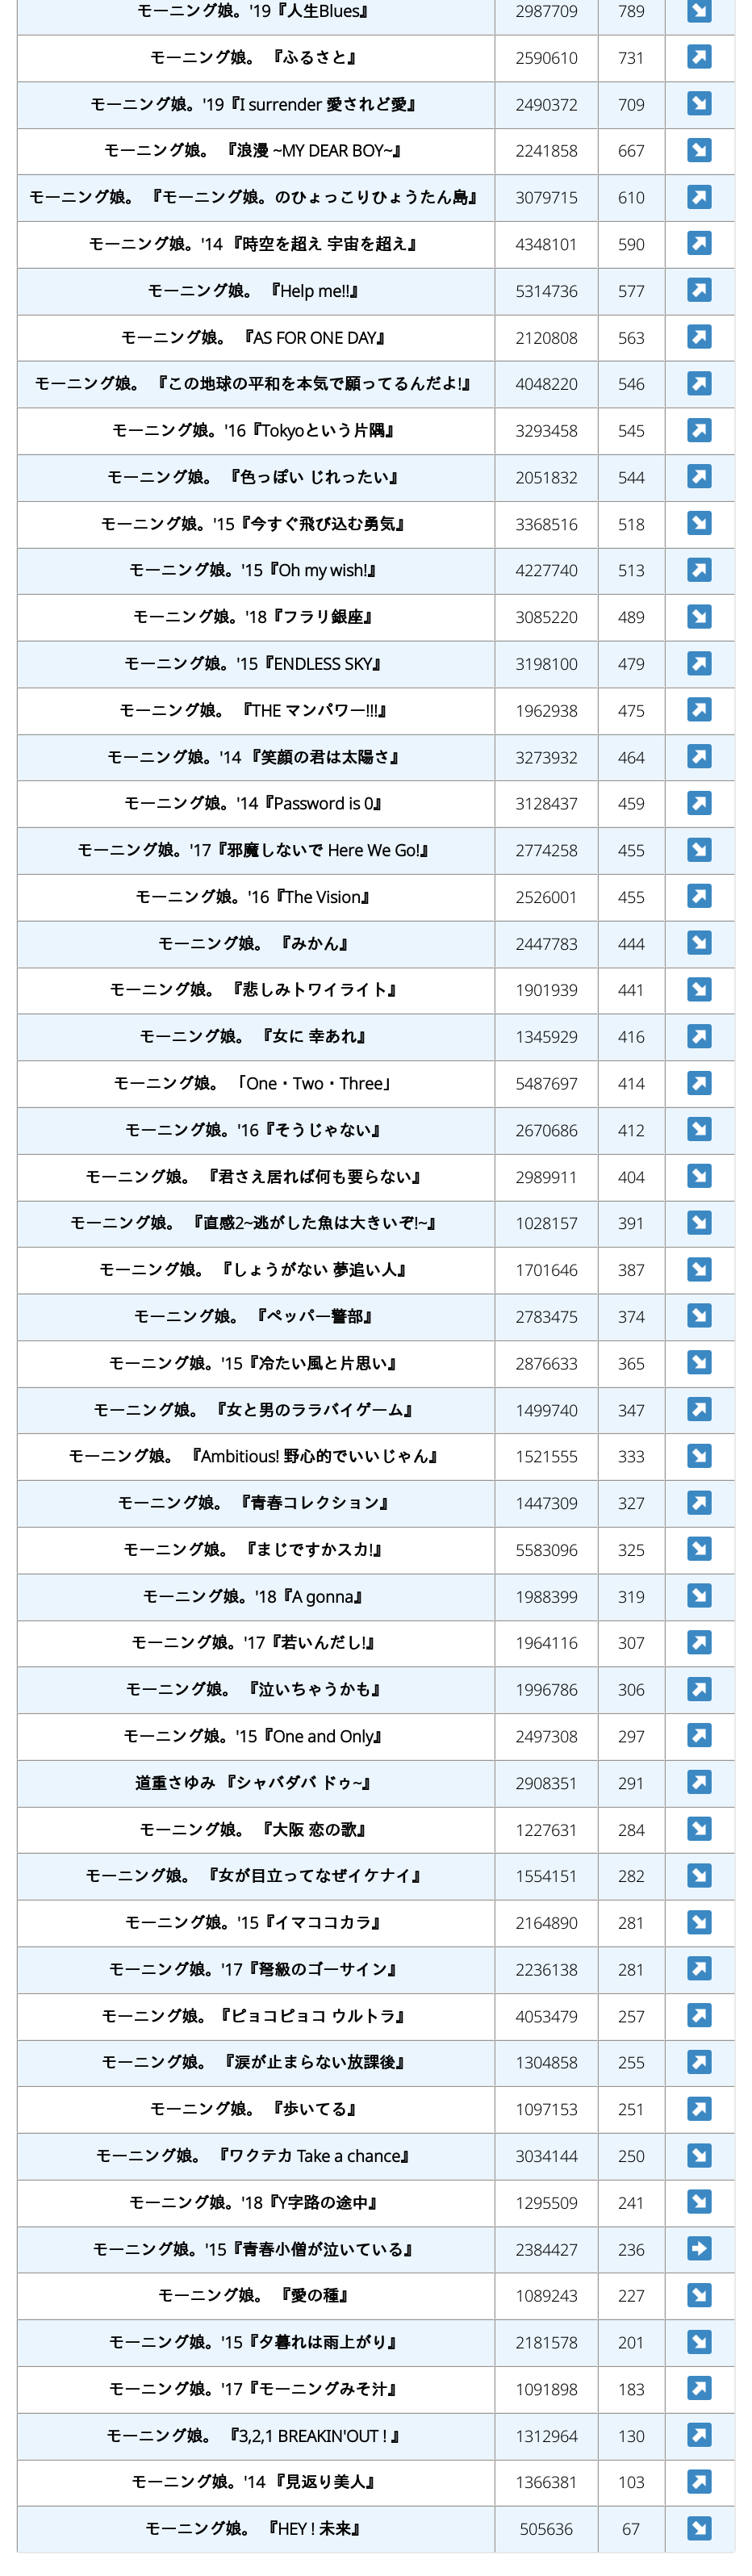 モーニング娘。'19『人生Blues』 2987709 789 ↘
モーニング娘。 『ふるさと』 2590610 731 ↗
モーニング娘。'19『I surrender 愛されど愛』 2490372 709 ↘
モーニング娘。 『浪漫 ~MY DEAR BOY~』 2241858 667 ↘
モーニング娘。 『モーニング娘。のひょっこりひょうたん島』 3079715 610 ↗
モーニング娘。'14 『時空を超え 宇宙を超え』 4348101 590 ↗
モーニング娘。 『Help me!!』 5314736 577 ↗
モーニング娘。 『AS FOR ONE DAY』 2120808 563 ↗
モーニング娘。 『この地球の平和を本気で願ってるんだよ!』 4048220 546 ↗
モーニング娘。'16『Tokyoという片隅』 3293458 545 ↗
モーニング娘。 『色っぽい じれったい』 2051832 544 ↗
モーニング娘。'15『今すぐ飛び込む勇気』 3368516 518 ↘
モーニング娘。'15『Oh my wish!』 4227740 513 ↗
モーニング娘。'18『フラリ銀座』 3085220 489 ↘
モーニング娘。'15『ENDLESS SKY』 3198100 479 ↗
モーニング娘。 『THE マンパワー!!!』 1962938 475 ↗
モーニング娘。'14 『笑顔の君は太陽さ』 3273932 464 ↗
モーニング娘。'14『Password is 0』 3128437 459 ↗
モーニング娘。'17『邪魔しないで Here We Go!』 2774258 455 ↘
モーニング娘。'16『The Vision』 2526001 455 ↗
モーニング娘。 『みかん』 2447783 444 ↘
モーニング娘。 『悲しみトワイライト』 1901939 441 ↘
モーニング娘。 『女に 幸あれ』 1345929 416 ↗
モーニング娘。 「One・Two・Three」 5487697 414 ↗
モーニング娘。'16『そうじゃない』 2670686 412 ↘
モーニング娘。 『君さえ居れば何も要らない』 2989911 404 ↘
モーニング娘。 『直感2~逃がした魚は大きいぞ!~』 1028157 391 ↘
モーニング娘。 『しょうがない 夢追い人』 1701646 387 ↘
モーニング娘。 『ペッパー警部』 2783475 374 ↘
モーニング娘。'15『冷たい風と片思い』 2876633 365 ↘
モーニング娘。 『女と男のララバイゲーム』 1499740 347 ↗
モーニング娘。 『Ambitious! 野心的でいいじゃん』 1521555 333 ↘
モーニング娘。 『青春コレクション』 1447309 327 ↗
モーニング娘。 『まじですかスカ!』 5583096 325 ↘
モーニング娘。'18『A gonna』 1988399 319 ↘
モーニング娘。'17『若いんだし!』 1964116 307 ↗
モーニング娘。 『泣いちゃうかも』 1996786 306 ↗
モーニング娘。'15『One and Only』 2497308 297 ↗
道重さゆみ 『シャバダバ ドゥ~』 2908351 291 ↗
モーニング娘。 『大阪 恋の歌』 1227631 284 ↘
モーニング娘。 『女が目立ってなぜイケナイ』 1554151 282 ↘
モーニング娘。'15『イマココカラ』 2164890 281 ↘
モーニング娘。'17『弩級のゴーサイン』 2236138 281 ↗
モーニング娘。『ピョコピョコ ウルトラ』 4053479 257 ↗
モーニング娘。 『涙が止まらない放課後』 1304858 255 ↗
モーニング娘。 『歩いてる』 1097153 251 ↗
モーニング娘。 『ワクテカ Take a chance』 3034144 250 ↘
モーニング娘。'18『Y字路の途中』 1295509 241 ↘
モーニング娘。'15『青春小僧が泣いている』 2384427 236 →
モーニング娘。 『愛の種』 1089243 227 ↘
モーニング娘。'15『夕暮れは雨上がり』 2181578 201 ↘
モーニング娘。'17『モーニングみそ汁』 1091898 183 ↗
モーニング娘。 『3,2,1 BREAKIN'OUT ! 』 1312964 130 ↗
モーニング娘。'14 『見返り美人』 1366381 103 ↗
モーニング娘。 『HEY ! 未来』 505636 67 ↘